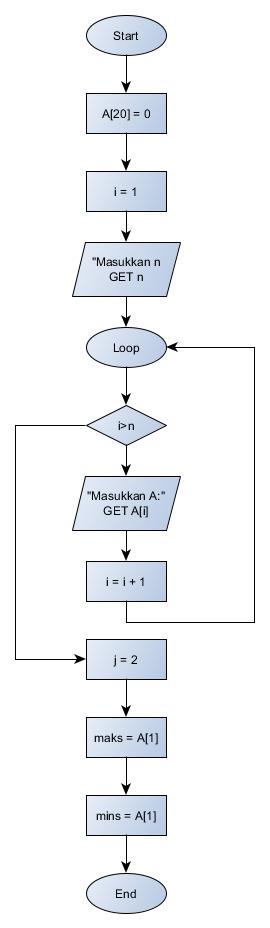 Start
A[20] = 0
i = 1
"Masukkan n
GET n
Loop
i>n
"Masukkan A:"
GET A[i]
i = i + 1
j = 2
maks = A[1]
mins = A[1]
End